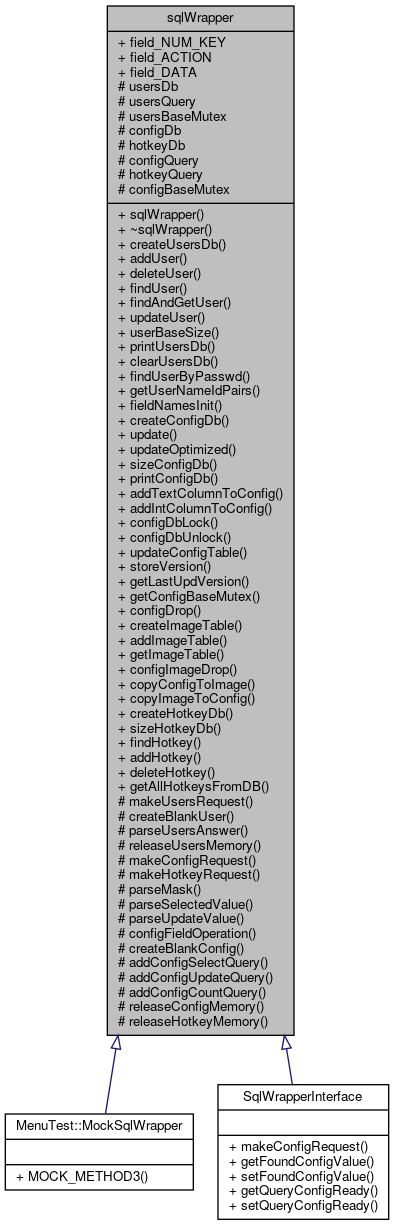 sqlWrapper
+ field_NUM_KEY
+ field_ACTION
+ field_DATA
# usersDb
# usersQuery
# usersBaseMutex
# configDb
# hotkeyDb
# configQuery
# hotkeyQuery
# configBaseMutex
+ sqlWrapper()
+ ~sqlWrapper()
+ createUsersDb()
+ addUser()
+ deleteUser()
+ findUser()
+ findAndGetUser()
+ updateUser()
+ userBaseSize()
+ printUsersDb()
+ clearUsersDb()
+ findUserByPasswd()
+ getUserNameIdPairs()
+ fieldNamesInit()
+ createConfigDb()
+ update()
+ updateOptimized()
+ sizeConfigDb()
+ printConfigDb()
+ addTextColumnToConfig()
+ addIntColumnToConfig()
+ configDbLock()
+ configDbUnlock()
+ updateConfigTable()
+ storeVersion()
+ getLastUpdVersion()
+ getConfigBaseMutex()
+ configDrop()
+ createImageTable()
+ addImageTable()
+ getImageTable()
+ configImageDrop()
+ copyConfigToImage()
+ copyImageToConfig()
+ createHotkeyDb()
+ sizeHotkeyDb()
+ findHotkey()
+ addHotkey()
+ deleteHotkey()
+ getAllHotkeysFromDB()
# makeUsersRequest()
# createBlankUser()
# parseUsersAnswer()
# releaseUsersMemory()
# makeConfigRequest()
# makeHotkeyRequest()
# parseMask()
# parseSelectedValue()
# parseUpdateValue()
# configFieldOperation()
# createBlankConfig()
# addConfigSelectQuery()
# addConfigUpdateQuery()
# addConfigCountQuery()
# releaseConfigMemory()
# releaseHotkeyMemory()
MenuTest::MockSqlWrapper
+ MOCK_METHOD3()
SqlWrapperInterface
+ makeConfigRequest()
+ getFoundConfigValue()
+ setFoundConfigValue()
+ getQueryConfigReady()
+ setQueryConfigReady()